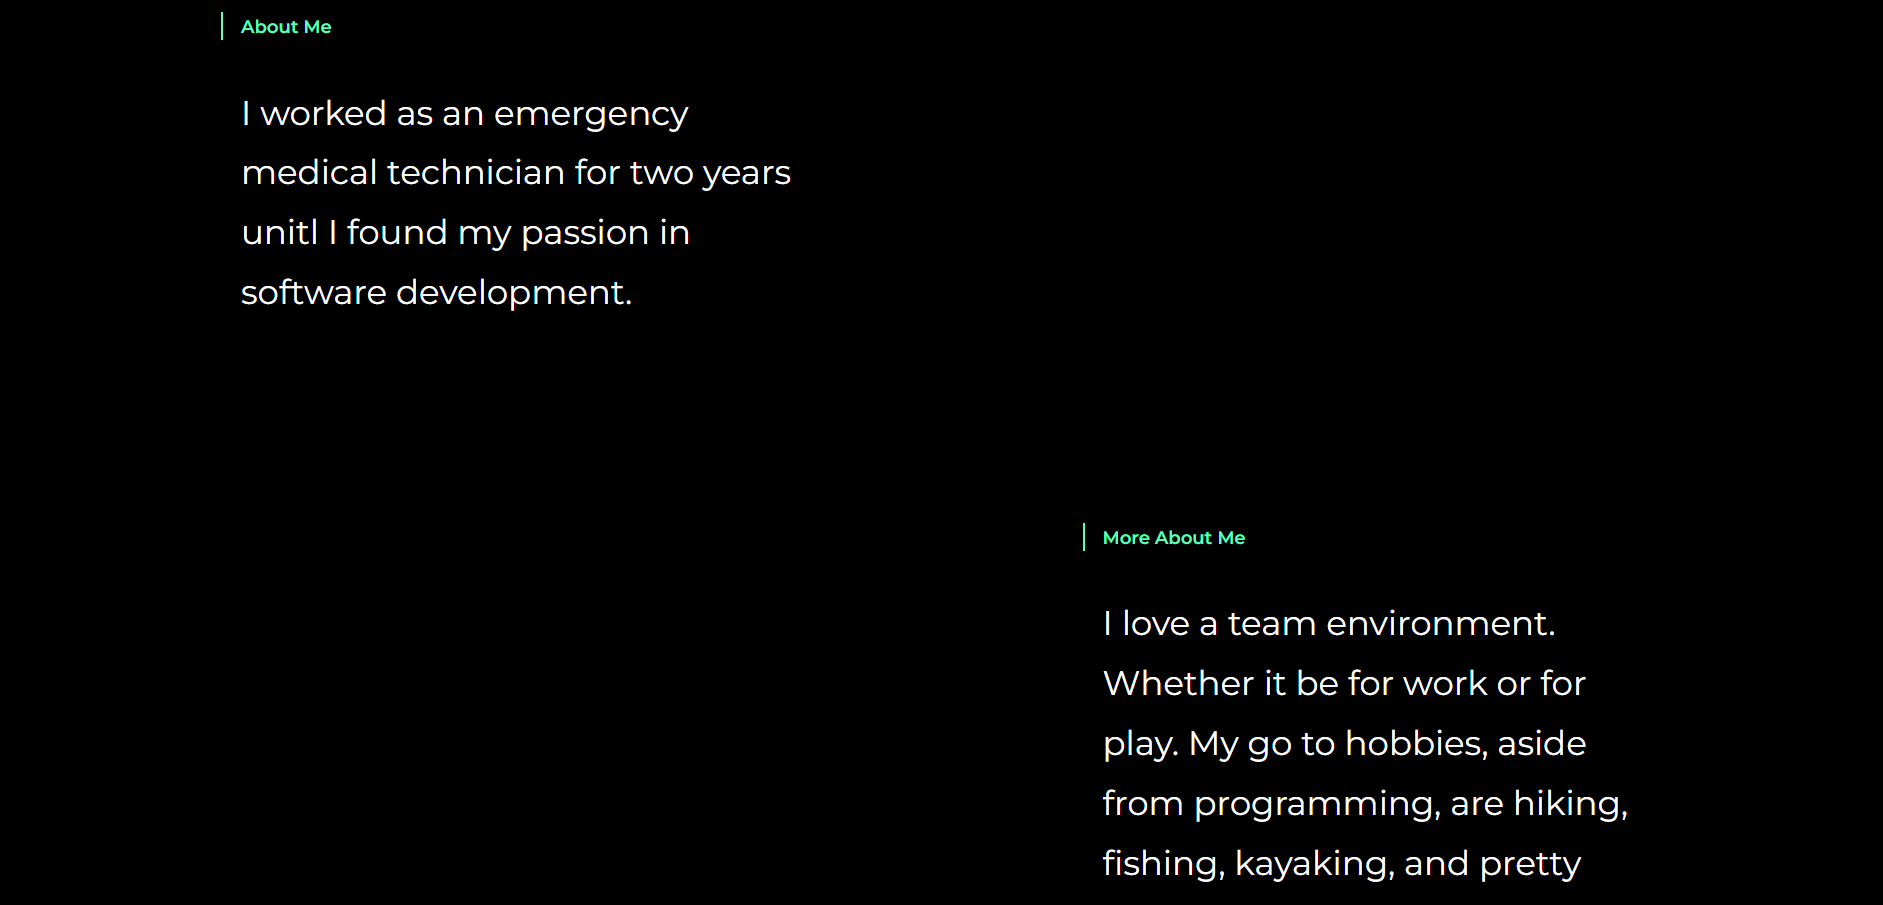 About Me
I worked as an emergency
medical technician for two years
unitl I found my passion in
software development.
More About Me
I love a team environment.
Whether it be for work or for
play. My go to hobbies, aside
from programming, are hiking,
fishing, kayaking, and pretty